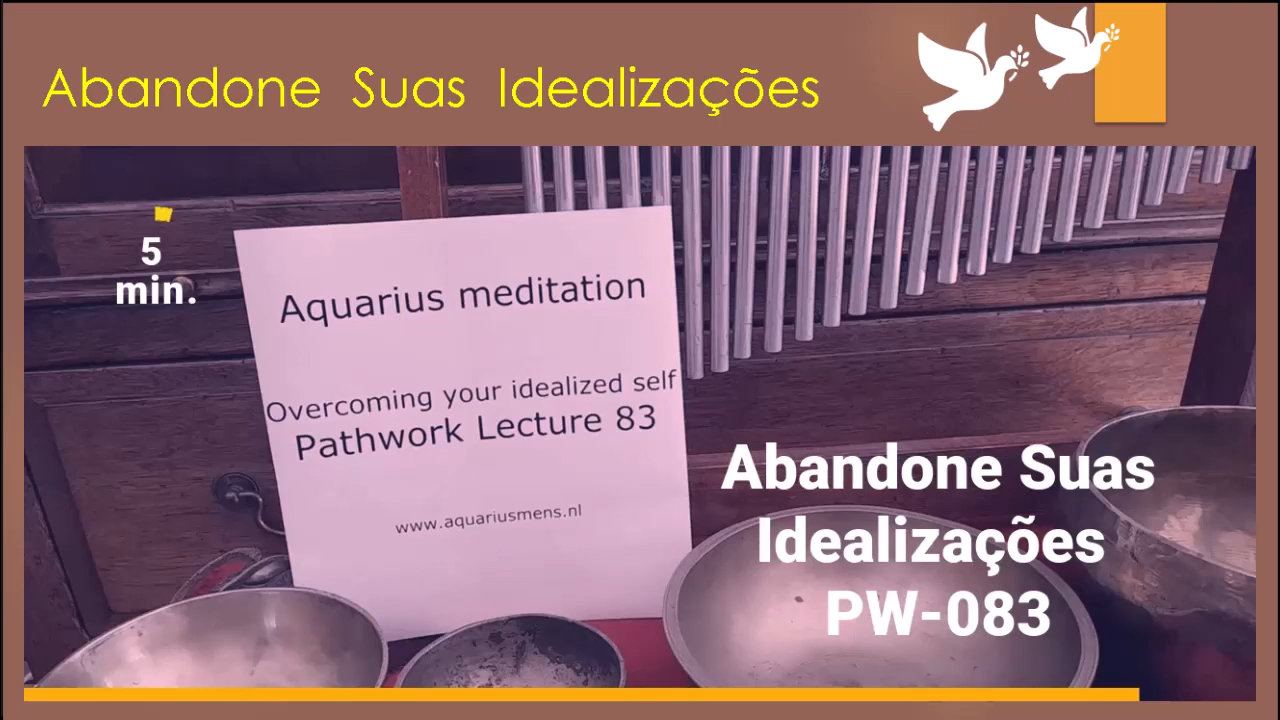 Abandone Suas Idealizações
5
min.
Aquarius meditation
Overcoming your idealized self
Pathwork Lecture 83
www.aquariusmens.nl
Abandone Suas
Idealizações
PW-083